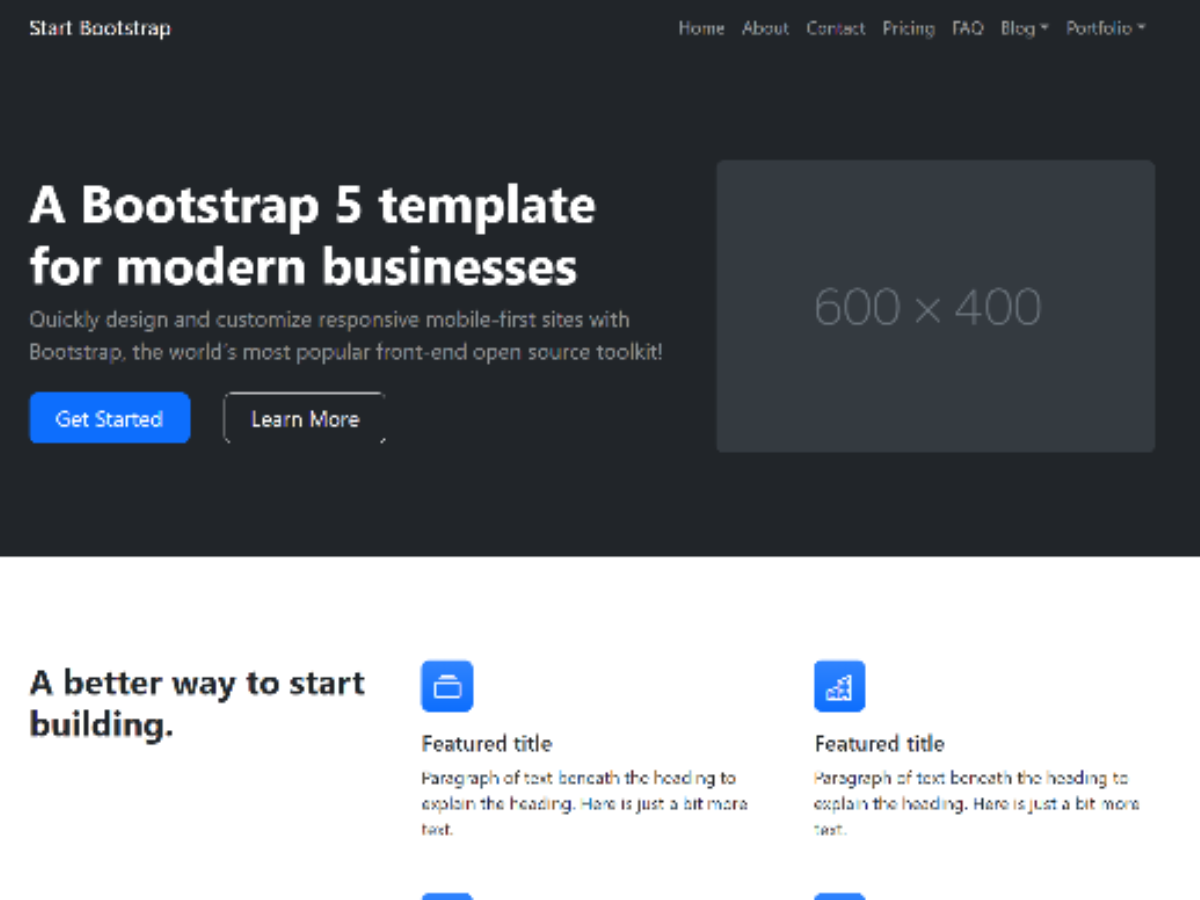 Start Bootstrap
Home About Contact Pricing FAQ Blog Portfolio
A Bootstrap 5 template
for modern businesses
Quickly design and customize responsive mobile-first sites with
Bootstrap, the world's most popular front-end open source toolkit!
Get Started Learn More
600 × 400
A better way to start
building.
Featured title
Paragraph of text beneath the heading to
explain the heading. Here is just a bit more
text.
Featured title
Paragraph of text beneath the heading to
explain the heading. Here is just a bit more
text.